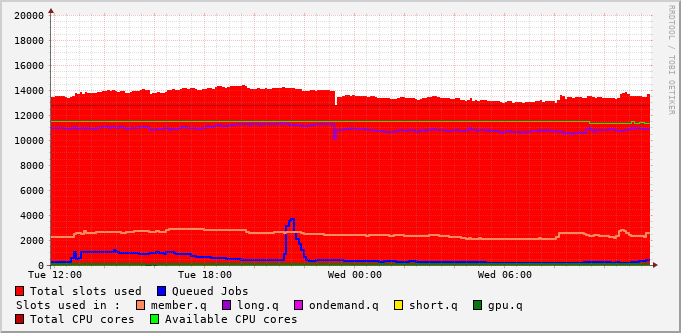 RRDTOOL / TOBI OETIKER
20000
18000
16000
14000
12000
10000
8000
6000
4000
2000
0
Tue 12:00 Tue 18:00 Wed 00:00 Wed 06:00
Total slots used Queued Jobs
Slots used in : member.q long.q ondemand.q short.q gpu.q
Total CPU cores Available CPU cores